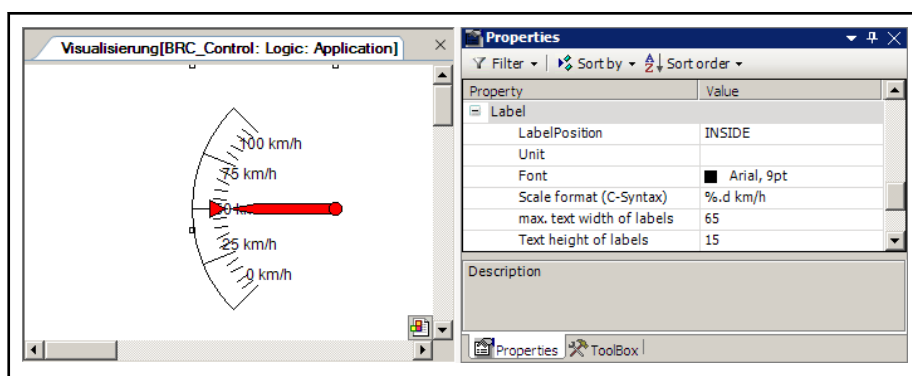 Visualisierung[BRC_Control: Logic: Application]
100 km/h
75 km/h
50 km/h
25 km/h
0 km/h
Properties
Filter
Sort by
Sort order
Property Value
Label
LabelPosition INSIDE
Unit
Font Arial, 9pt
Scale format (C-Syntax) %.d km/h
max. text width of labels 65
Text height of labels 15
Description
Properties ToolBox